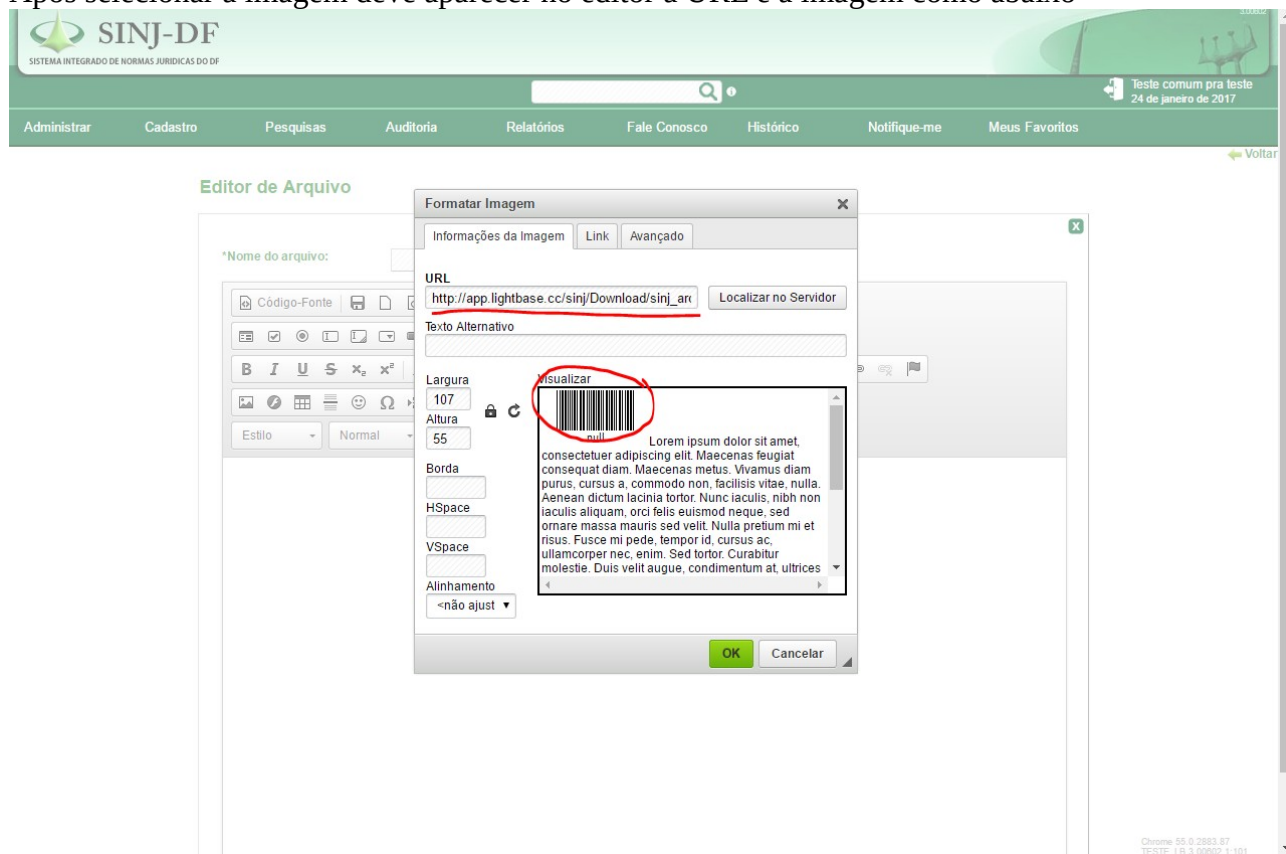 Após selecionar a imagem deve aparecer no editor a URL e a imagem como abaixo
SINJ-DF
SISTEMA INTEGRADO DE NORMAS JURIDICAS DO DF
Teste comum pra teste
24 de janeiro de 2017
Administrar Cadastro Pesquisas Auditoria Relatórios Fale Conosco Histórico Notifique-me Meus Favoritos
Voltar
Editor de Arquivo
*Nome do arquivo:
Código-Fonte
B I U S x₂ x²
Ω
Estilo Normal
Formatar Imagem
Informações da Imagem Link Avançado
URL
http://app.lightbase.cc/sinj/Download/sinj_arc Localizar no Servidor
Texto Alternativo
Largura
107
Altura
55
Borda
HSpace
VSpace
Alinhamento
<não ajust
Visualizar
null Lorem ipsum dolor sit amet,
consectetuer adipiscing elit. Maecenas feugiat
consequat diam. Maecenas metus. Vivamus diam
purus, cursus a, commodo non, facilisis vitae, nulla.
Aenean dictum lacinia tortor. Nunc iaculis, nibh non
iaculis aliquam, orci felis euismod neque, sed
ornare massa mauris sed velit. Nulla pretium mi et
risus. Fusce mi pede, tempor id, cursus ac,
ullamcorper nec, enim. Sed tortor. Curabitur
molestie. Duis velit augue, condimentum at, ultrices
OK Cancelar
Chrome 55.0.2883.87